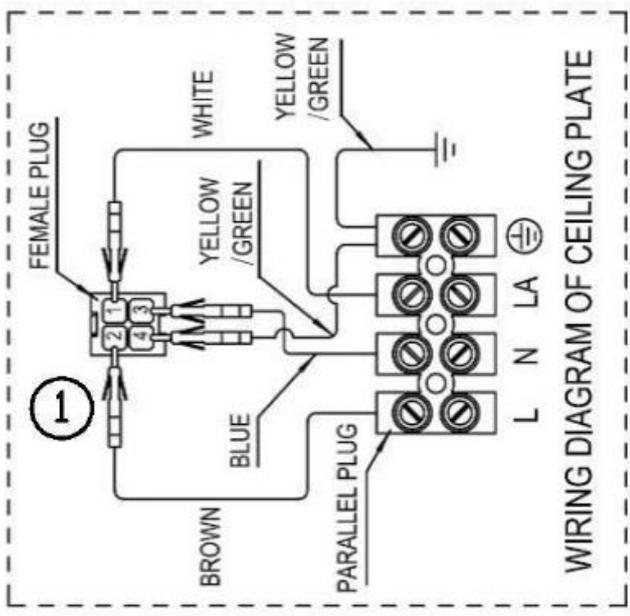 FEMALE PLUG
WHITE
YELLOW
/GREEN
YELLOW
/GREEN
1
3
2
4
1
BLUE
BROWN
PARALLEL PLUG
L
N
LA
WIRING DIAGRAM OF CEILING PLATE